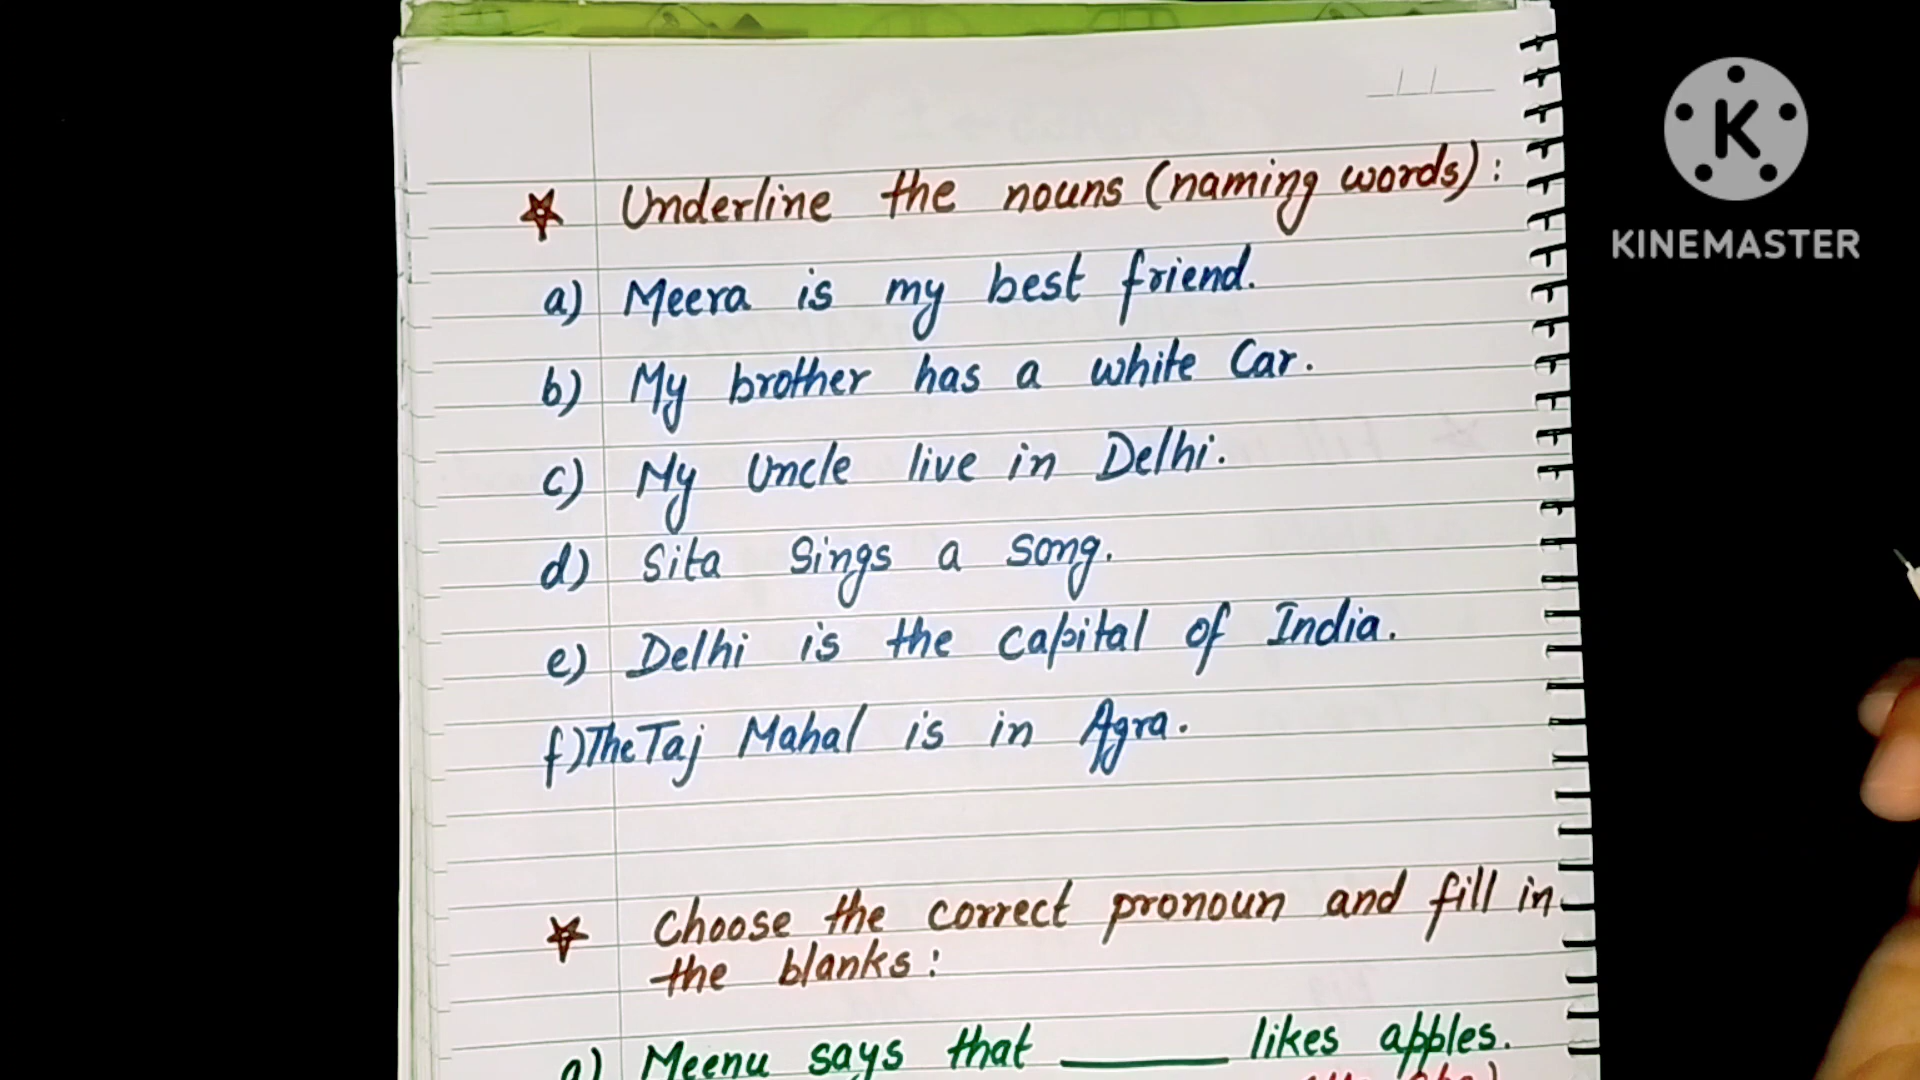 Underline the nouns (naming words):
a) Meera is my best friend.
b) My brother has a white Car.
c) My Uncle live in Delhi.
d) Sita Sings a song.
e) Delhi is the capital of India.
f) The Taj Mahal is in Agra.
Choose the correct pronoun and fill in
the blanks:
a) Meenu says that ______ likes apples.
K
KINEMASTER